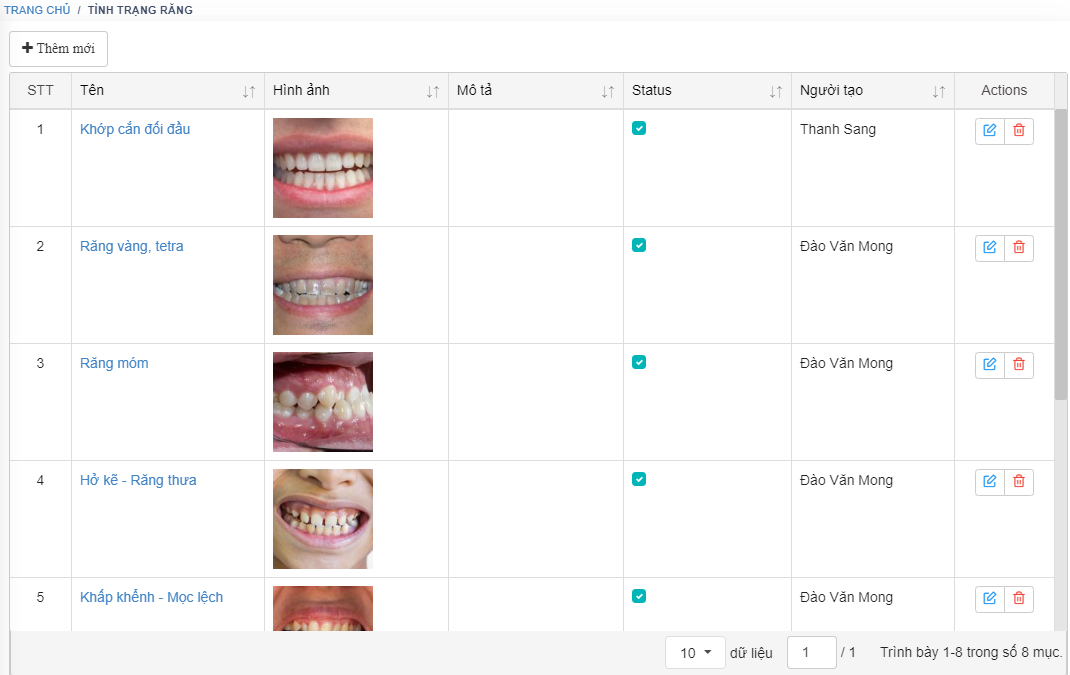 TRANG CHỦ / TÌNH TRẠNG RĂNG
Thêm mới
STT Tên Hình ảnh Mô tả Status Người tạo Actions
1 Khớp cắn đối đầu Thanh Sang
2 Răng vàng, tetra Đào Văn Mong
3 Răng móm Đào Văn Mong
4 Hở kẽ - Răng thưa Đào Văn Mong
5 Khấp khểnh - Mọc lệch Đào Văn Mong
10 dữ liệu 1 / 1 Trình bày 1-8 trong số 8 mục.